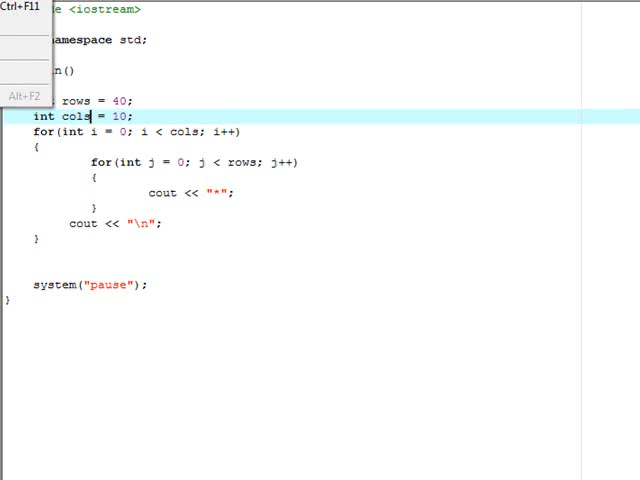 Ctrl+F11
<iostream>
namespace std;
()
rows = 40;
Alt+F2
int cols = 10;
for(int i = 0; i < cols; i++)
{
for(int j = 0; j < rows; j++)
{
cout << "*";
}
cout << "\n";
}
system("pause");
}